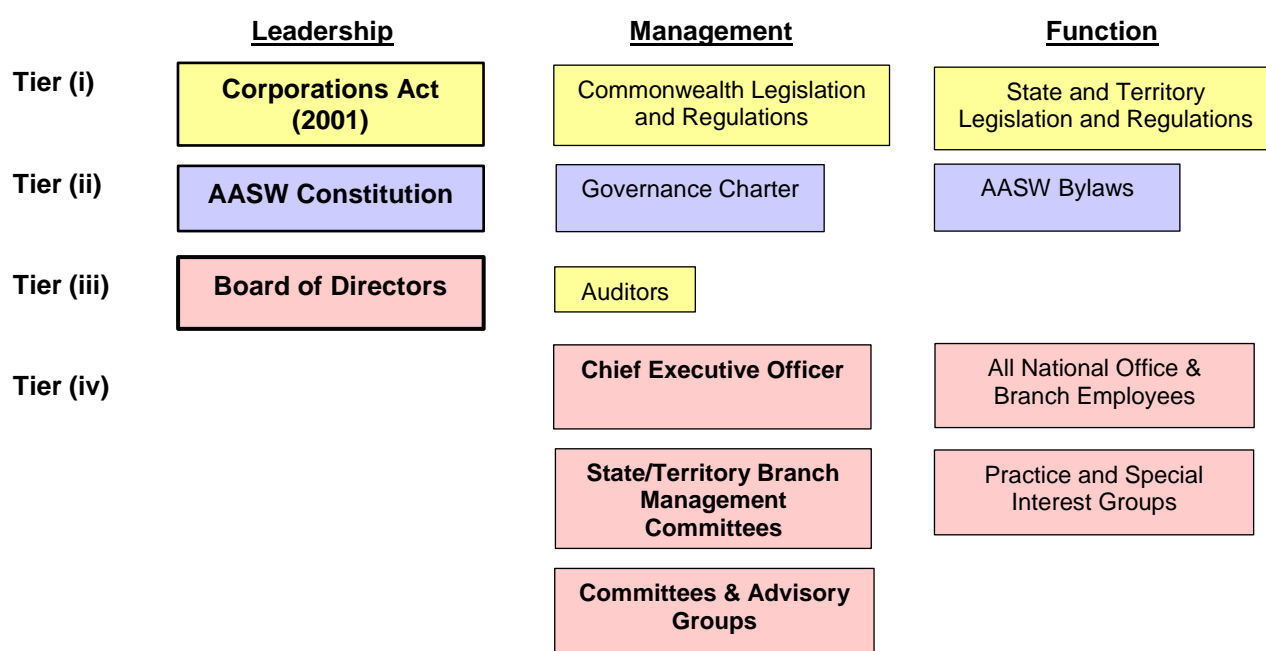 Leadership Management Function
Tier (i)
Corporations Act
(2001)
Commonwealth Legislation
and Regulations
State and Territory
Legislation and Regulations
Tier (ii)
AASW Constitution
Governance Charter
AASW Bylaws
Tier (iii)
Board of Directors
Auditors
Tier (iv)
Chief Executive Officer
All National Office &
Branch Employees
State/Territory Branch
Management
Committees
Practice and Special
Interest Groups
Committees & Advisory
Groups